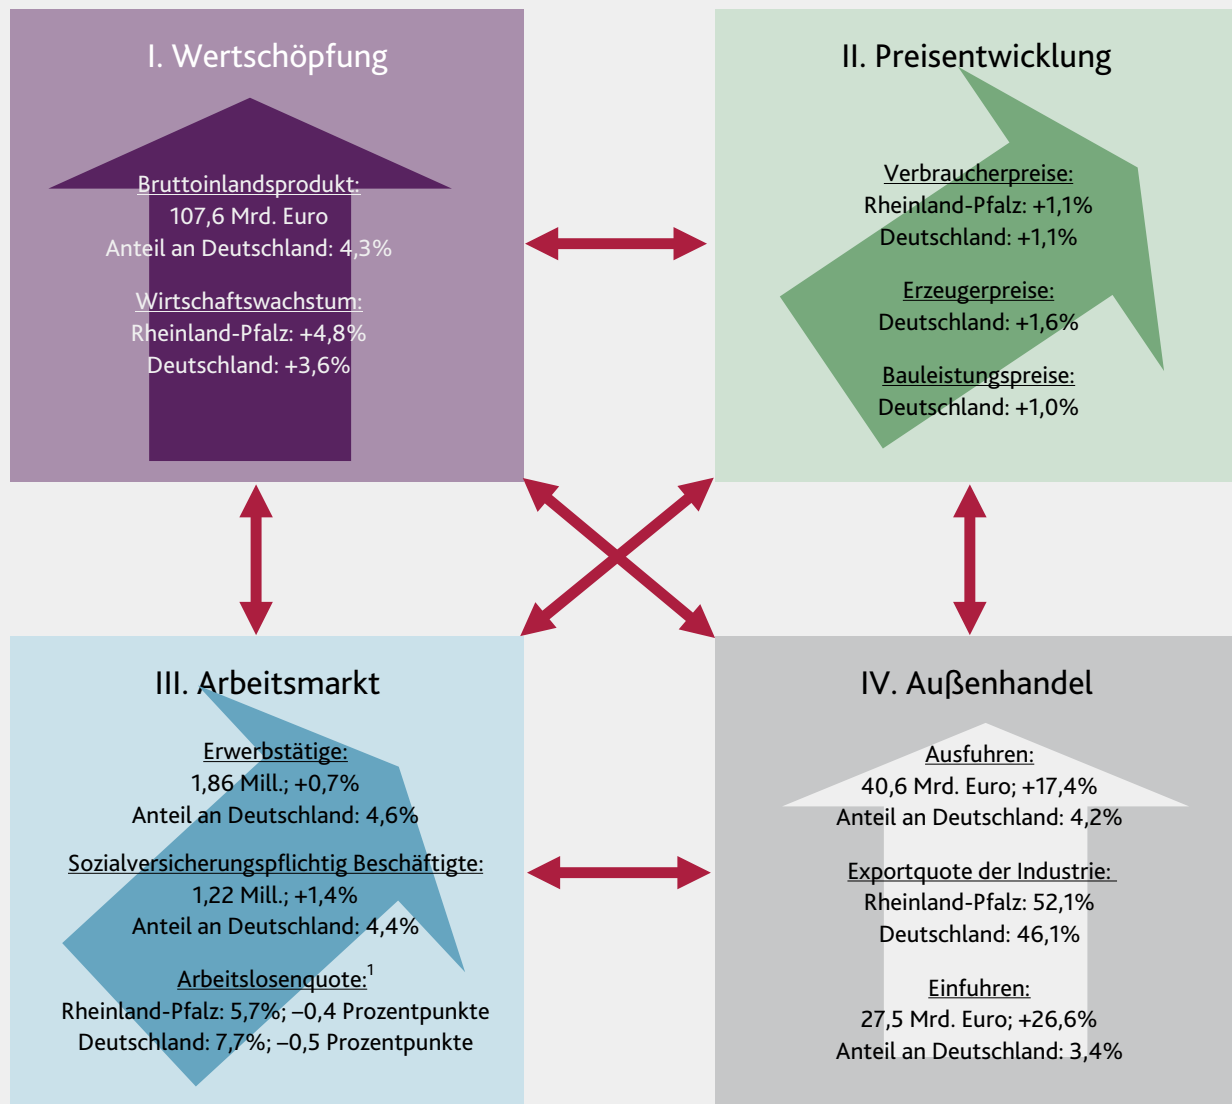 I. Wertschöpfung
Bruttoinlandsprodukt:
107,6 Mrd. Euro
Anteil an Deutschland: 4,3%
Wirtschaftswachstum:
Rheinland-Pfalz: +4,8%
Deutschland: +3,6%
II. Preisentwicklung
Verbraucherpreise:
Rheinland-Pfalz: +1,1%
Deutschland: +1,1%
Erzeugerpreise:
Deutschland: +1,6%
Bauleistungspreise:
Deutschland: +1,0%
III. Arbeitsmarkt
Erwerbstätige:
1,86 Mill.; +0,7%
Anteil an Deutschland: 4,6%
Sozialversicherungspflichtig Beschäftigte:
1,22 Mill.; +1,4%
Anteil an Deutschland: 4,4%
Arbeitslosenquote:¹
Rheinland-Pfalz: 5,7%; –0,4 Prozentpunkte
Deutschland: 7,7%; –0,5 Prozentpunkte
IV. Außenhandel
Ausfuhren:
40,6 Mrd. Euro; +17,4%
Anteil an Deutschland: 4,2%
Exportquote der Industrie:
Rheinland-Pfalz: 52,1%
Deutschland: 46,1%
Einfuhren:
27,5 Mrd. Euro; +26,6%
Anteil an Deutschland: 3,4%